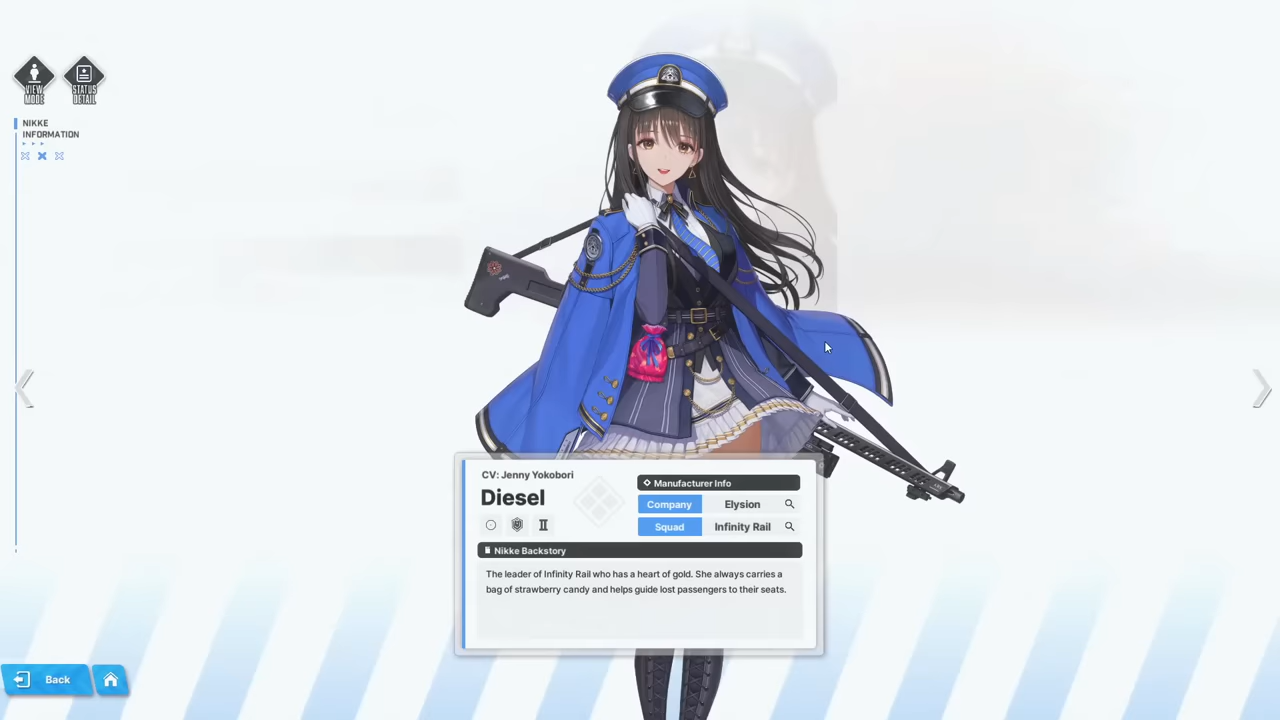 VIEW
MODE
STATUS
DETAIL
NIKKE
INFORMATION
CV: Jenny Yokobori
Diesel
Manufacturer Info
Company Elysion
Squad Infinity Rail
Nikke Backstory
The leader of Infinity Rail who has a heart of gold. She always carries a
bag of strawberry candy and helps guide lost passengers to their seats.
Back